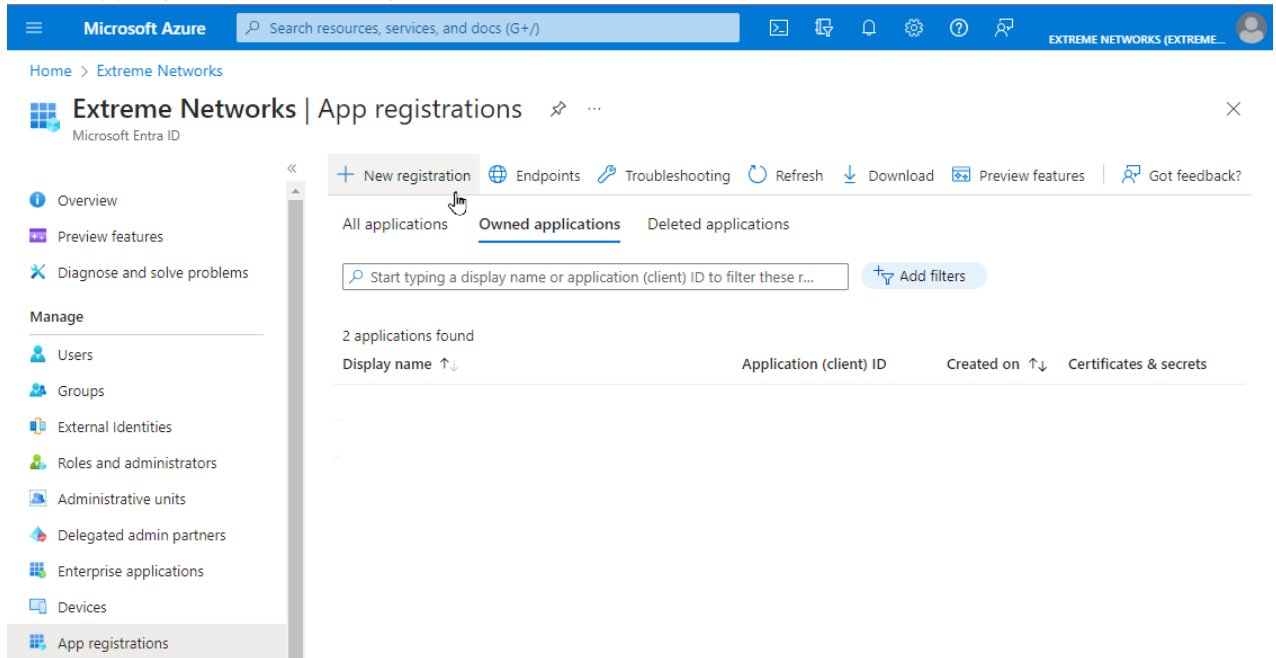 Microsoft Azure
Search resources, services, and docs (G+/)
EXTREME NETWORKS (EXTREME...
Home > Extreme Networks
Extreme Networks | App registrations
Microsoft Entra ID
Overview
Preview features
Diagnose and solve problems
Manage
Users
Groups
External Identities
Roles and administrators
Administrative units
Delegated admin partners
Enterprise applications
Devices
App registrations
New registration Endpoints Troubleshooting Refresh Download Preview features Got feedback?
All applications Owned applications Deleted applications
Start typing a display name or application (client) ID to filter these r... Add filters
2 applications found
Display name ↑↓ Application (client) ID Created on ↑↓ Certificates & secrets